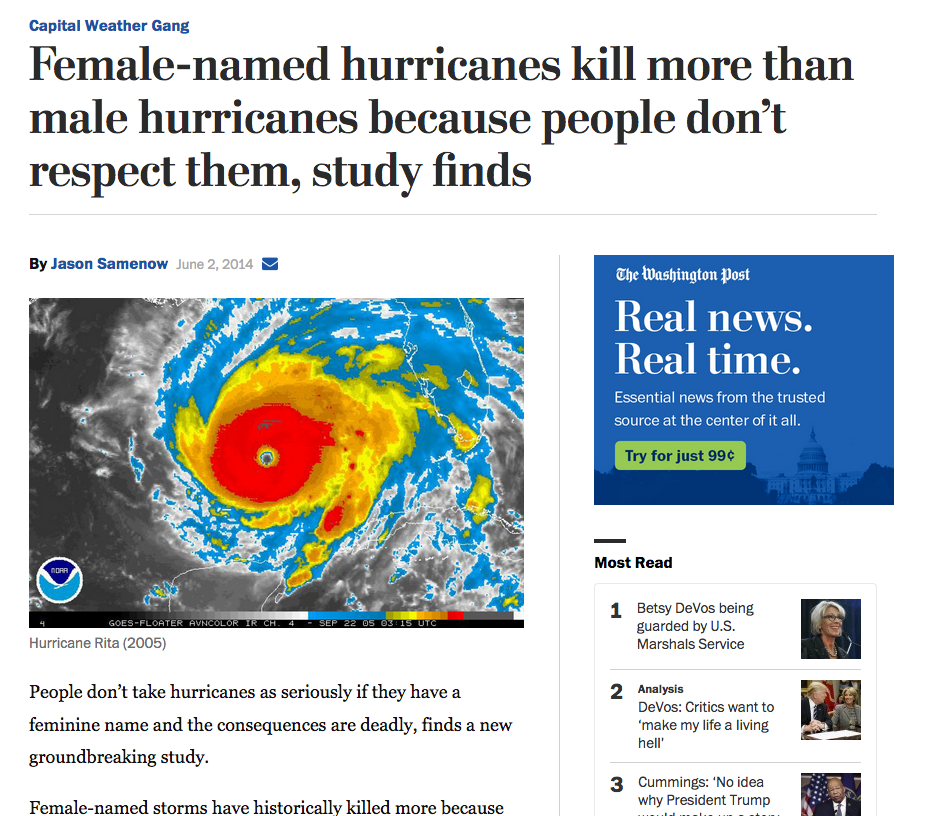 Capital Weather Gang
Female-named hurricanes kill more than
male hurricanes because people don’t
respect them, study finds
By Jason Samenow June 2, 2014
NOAA
4 GOES-FLOATER AVNCOLOR IR CH. 4 - SEP 22 05 03:15 UTC
Hurricane Rita (2005)
People don’t take hurricanes as seriously if they have a
feminine name and the consequences are deadly, finds a new
groundbreaking study.
Female-named storms have historically killed more because
The Washington Post
Real news.
Real time.
Essential news from the trusted
source at the center of it all.
Try for just 99¢
Most Read
1 Betsy DeVos being
guarded by U.S.
Marshals Service
2 Analysis
DeVos: Critics want to
‘make my life a living
hell’
3 Cummings: ‘No idea
why President Trump
would make up a story